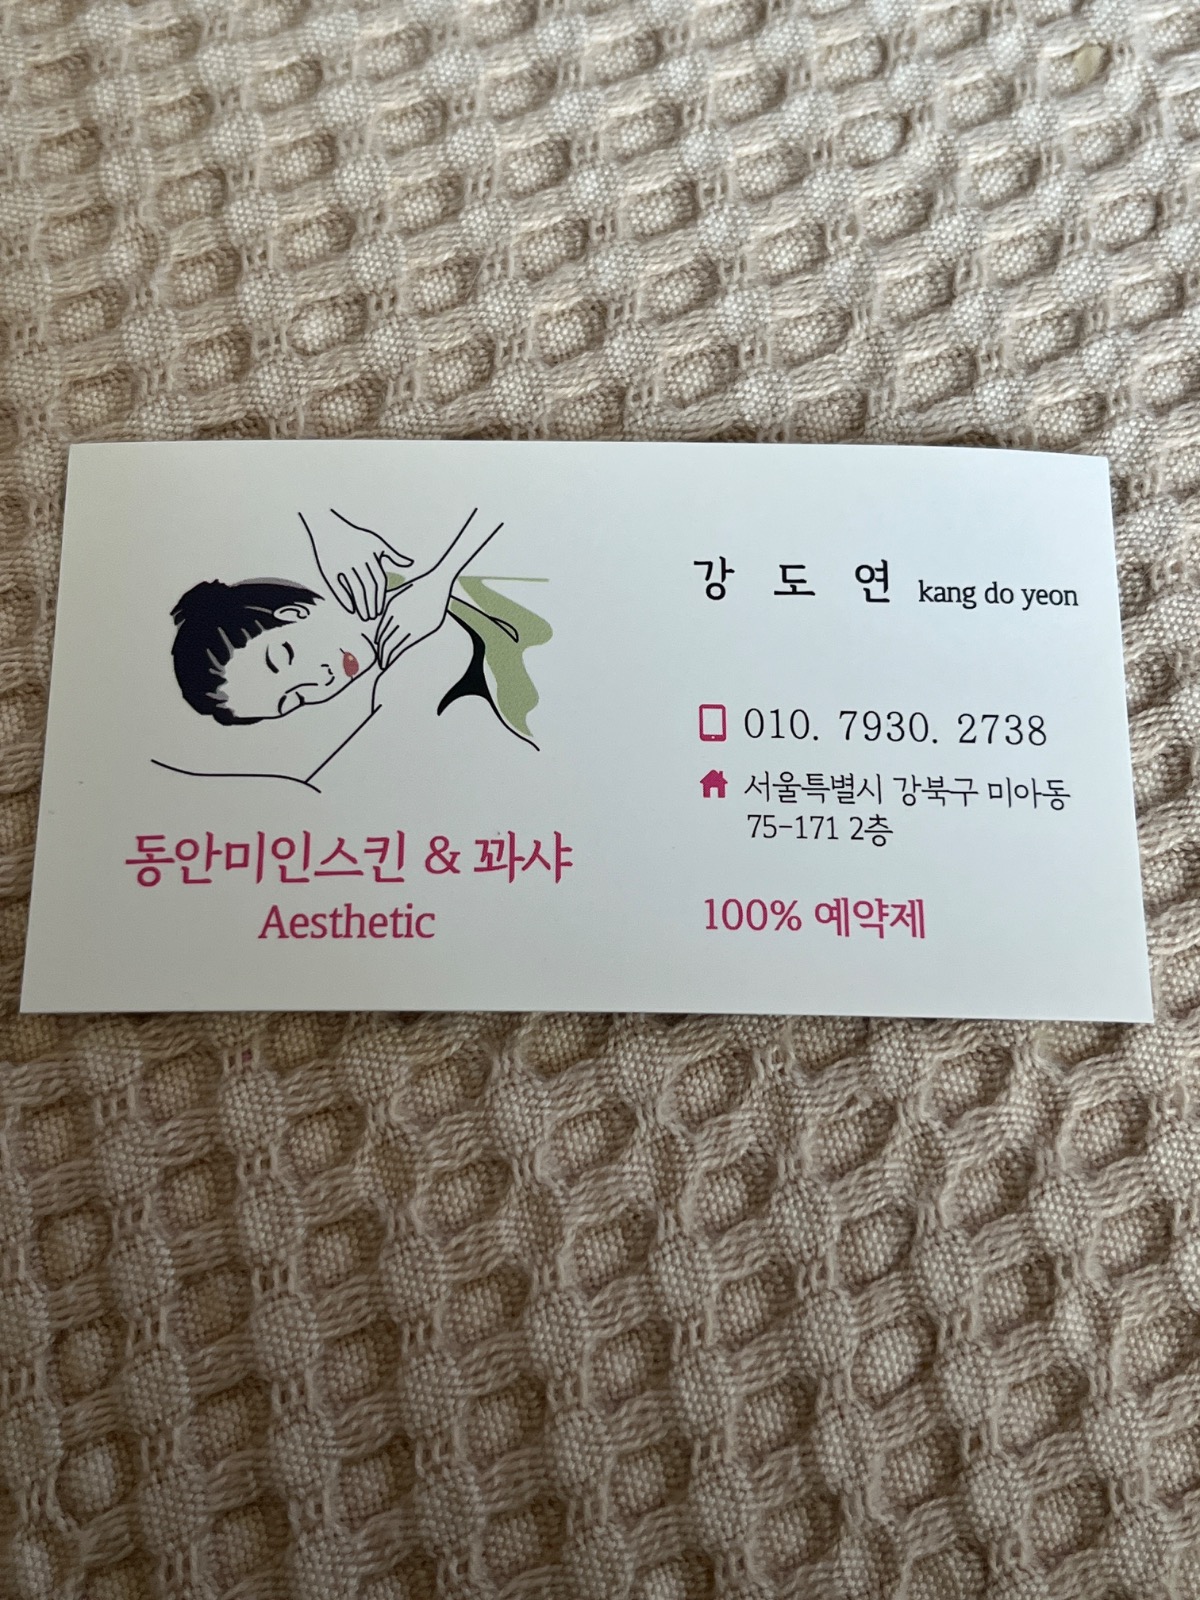 강 도 연 kang do yeon
010. 7930. 2738
서울특별시 강북구 미아동
75-171 2층
100% 예약제
동안미인스킨 & 꽈샤
Aesthetic